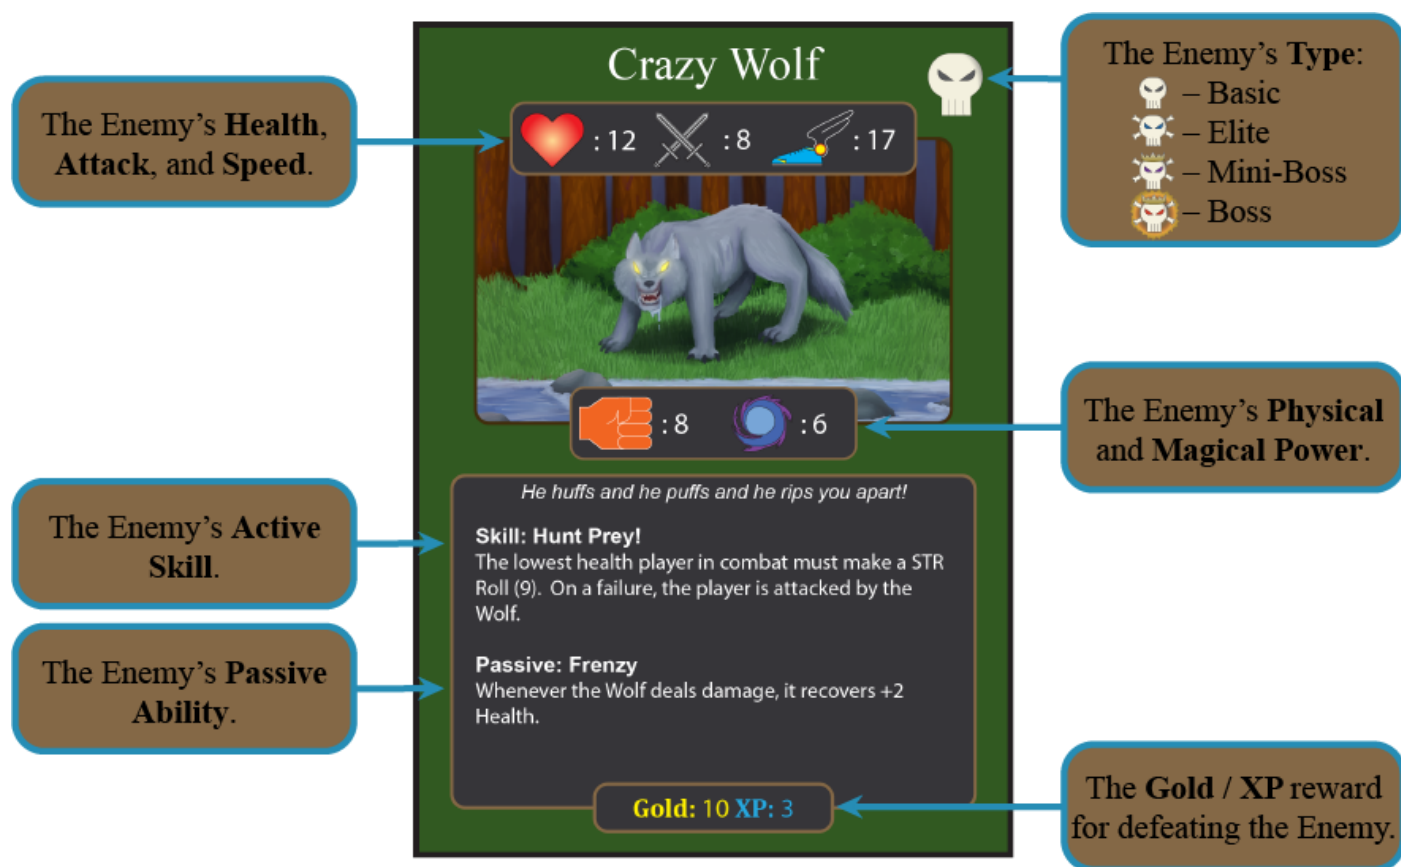 Crazy Wolf
The Enemy's Type:
– Basic
– Elite
– Mini-Boss
– Boss
The Enemy's Health,
Attack, and Speed.
: 12 : 8 : 17
The Enemy's Physical
and Magical Power.
: 8 : 6
He huffs and he puffs and he rips you apart!
The Enemy's Active
Skill.
Skill: Hunt Prey!
The lowest health player in combat must make a STR
Roll (9). On a failure, the player is attacked by the
Wolf.
The Enemy's Passive
Ability.
Passive: Frenzy
Whenever the Wolf deals damage, it recovers +2
Health.
Gold: 10 XP: 3
The Gold / XP reward
for defeating the Enemy.